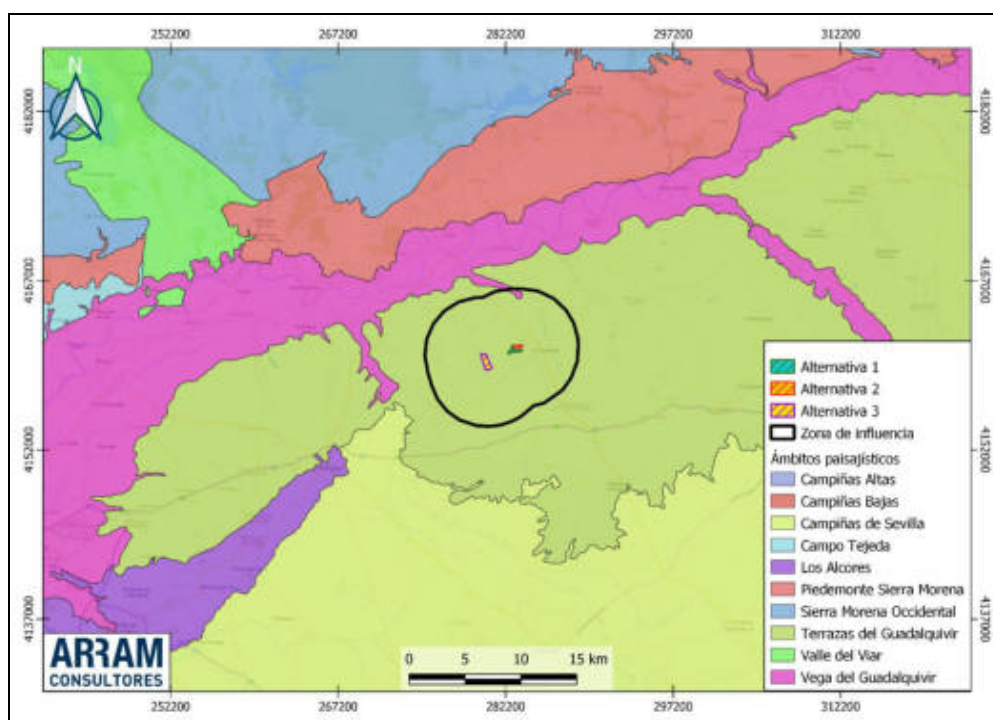 252200 267200 282200 297200 312200
N
4182000
4182000
4167000
4167000
4152000
4152000
4137000
4137000
Alternativa 1
Alternativa 2
Alternativa 3
Zona de influencia
Ámbitos paisajísticos
Campiñas Altas
Campiñas Bajas
Campiñas de Sevilla
Campo Tejeda
Los Alcores
Piedemonte Sierra Morena
Sierra Morena Occidental
Terrazas del Guadalquivir
Valle del Viar
Vega del Guadalquivir
ARRAM
CONSULTORES
0 5 10 15 km
252200 267200 282200 297200 312200